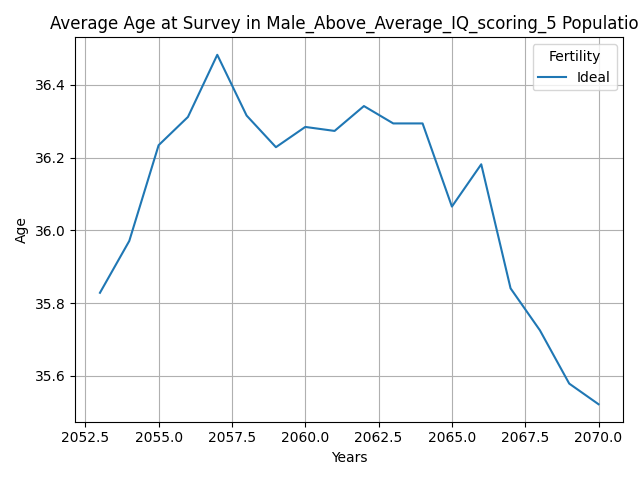 Average Age at Survey in Male_Above_Average_IQ_scoring_5 Populatio
Fertility
Ideal
36.4
36.2
36.0
35.8
35.6
Age
2052.5 2055.0 2057.5 2060.0 2062.5 2065.0 2067.5 2070.0
Years